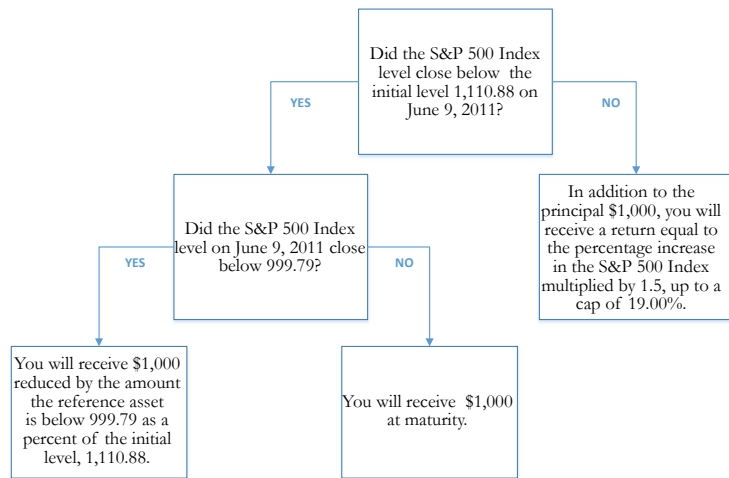 Did the S&P 500 Index
level close below the
initial level 1,110.88 on
June 9, 2011?
YES
NO
Did the S&P 500 Index
level on June 9, 2011 close
below 999.79?
In addition to the
principal $1,000, you will
receive a return equal to
the percentage increase
in the S&P 500 Index
multiplied by 1.5, up to a
cap of 19.00%.
YES
NO
You will receive $1,000
reduced by the amount
the reference asset
is below 999.79 as a
percent of the initial
level, 1,110.88.
You will receive $1,000
at maturity.